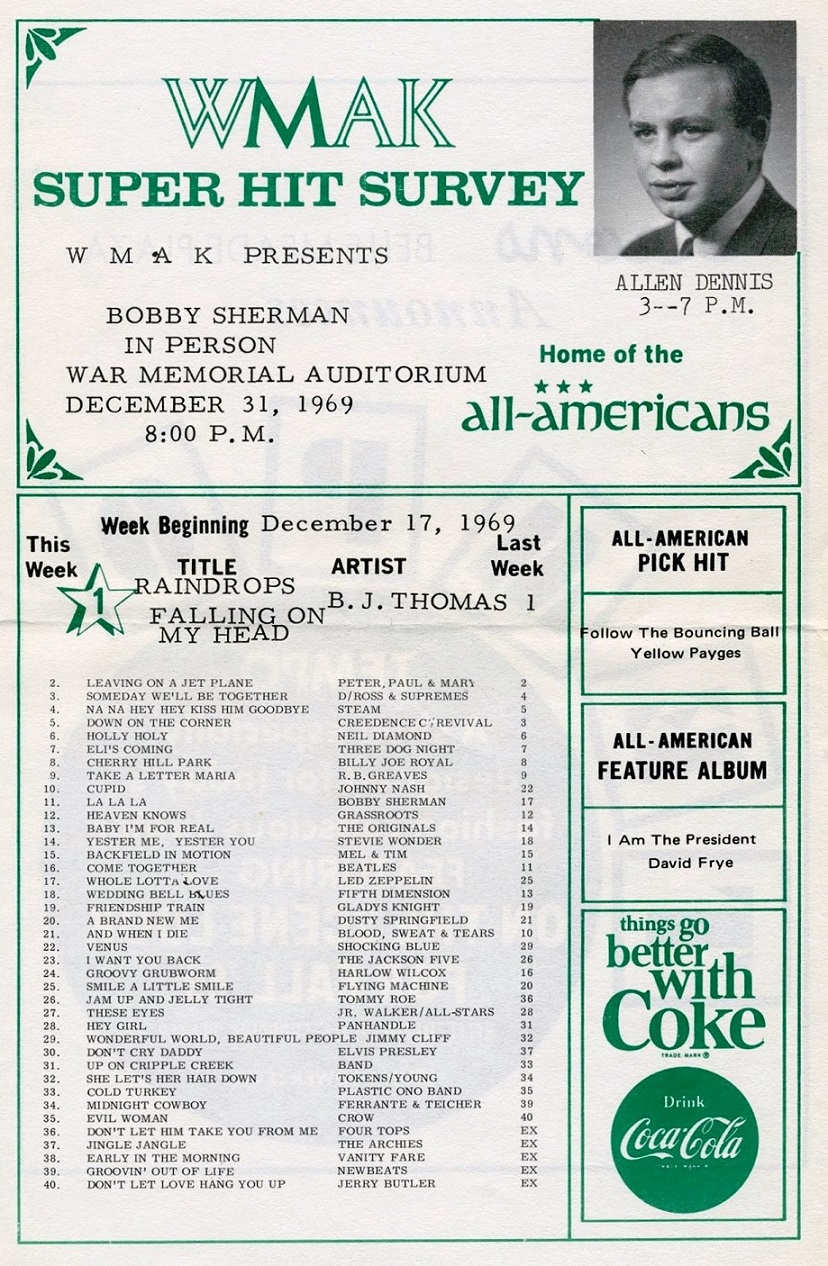 WMAK
SUPER HIT SURVEY
W M A K PRESENTS
BOBBY SHERMAN
IN PERSON
WAR MEMORIAL AUDITORIUM
DECEMBER 31, 1969
8:00 P.M.
ALLEN DENNIS
3--7 P.M.
Home of the
all-americans
Week Beginning December 17, 1969
This Week TITLE ARTIST Last Week
1 RAINDROPS FALLING ON MY HEAD B.J. THOMAS 1
2. LEAVING ON A JET PLANE PETER, PAUL & MARY 2
3. SOMEDAY WE'LL BE TOGETHER D/ROSS & SUPREMES 4
4. NA NA HEY HEY KISS HIM GOODBYE STEAM 5
5. DOWN ON THE CORNER CREEDENCE C'REVIVAL 3
6. HOLLY HOLY NEIL DIAMOND 6
7. ELI'S COMING THREE DOG NIGHT 7
8. CHERRY HILL PARK BILLY JOE ROYAL 8
9. TAKE A LETTER MARIA R.B. GREAVES 9
10. CUPID JOHNNY NASH 22
11. LA LA LA BOBBY SHERMAN 17
12. HEAVEN KNOWS GRASSROOTS 12
13. BABY I'M FOR REAL THE ORIGINALS 14
14. YESTER ME, YESTER YOU STEVIE WONDER 18
15. BACKFIELD IN MOTION MEL & TIM 15
16. COME TOGETHER BEATLES 11
17. WHOLE LOTTA LOVE LED ZEPPELIN 25
18. WEDDING BELL BLUES FIFTH DIMENSION 13
19. FRIENDSHIP TRAIN GLADYS KNIGHT 19
20. A BRAND NEW ME DUSTY SPRINGFIELD 21
21. AND WHEN I DIE BLOOD, SWEAT & TEARS 10
22. VENUS SHOCKING BLUE 29
23. I WANT YOU BACK THE JACKSON FIVE 26
24. GROOVY GRUBWORM HARLOW WILCOX 16
25. SMILE A LITTLE SMILE FLYING MACHINE 20
26. JAM UP AND JELLY TIGHT TOMMY ROE 36
27. THESE EYES JR. WALKER/ALL-STARS 28
28. HEY GIRL PANHANDLE 31
29. WONDERFUL WORLD, BEAUTIFUL PEOPLE JIMMY CLIFF 32
30. DON'T CRY DADDY ELVIS PRESLEY 37
31. UP ON CRIPPLE CREEK BAND 33
32. SHE LET'S HER HAIR DOWN TOKENS/YOUNG 34
33. COLD TURKEY PLASTIC ONO BAND 35
34. MIDNIGHT COWBOY FERRANTE & TEICHER 39
35. EVIL WOMAN CROW 40
36. DON'T LET HIM TAKE YOU FROM ME FOUR TOPS EX
37. JINGLE JANGLE THE ARCHIES EX
38. EARLY IN THE MORNING VANITY FARE EX
39. GROOVIN' OUT OF LIFE NEWBEATS EX
40. DON'T LET LOVE HANG YOU UP JERRY BUTLER EX
ALL-AMERICAN
PICK HIT
Follow The Bouncing Ball
Yellow Payges
ALL-AMERICAN
FEATURE ALBUM
I Am The President
David Frye
things go
better
with
Coke
TRADE-MARK ®
Drink
Coca-Cola